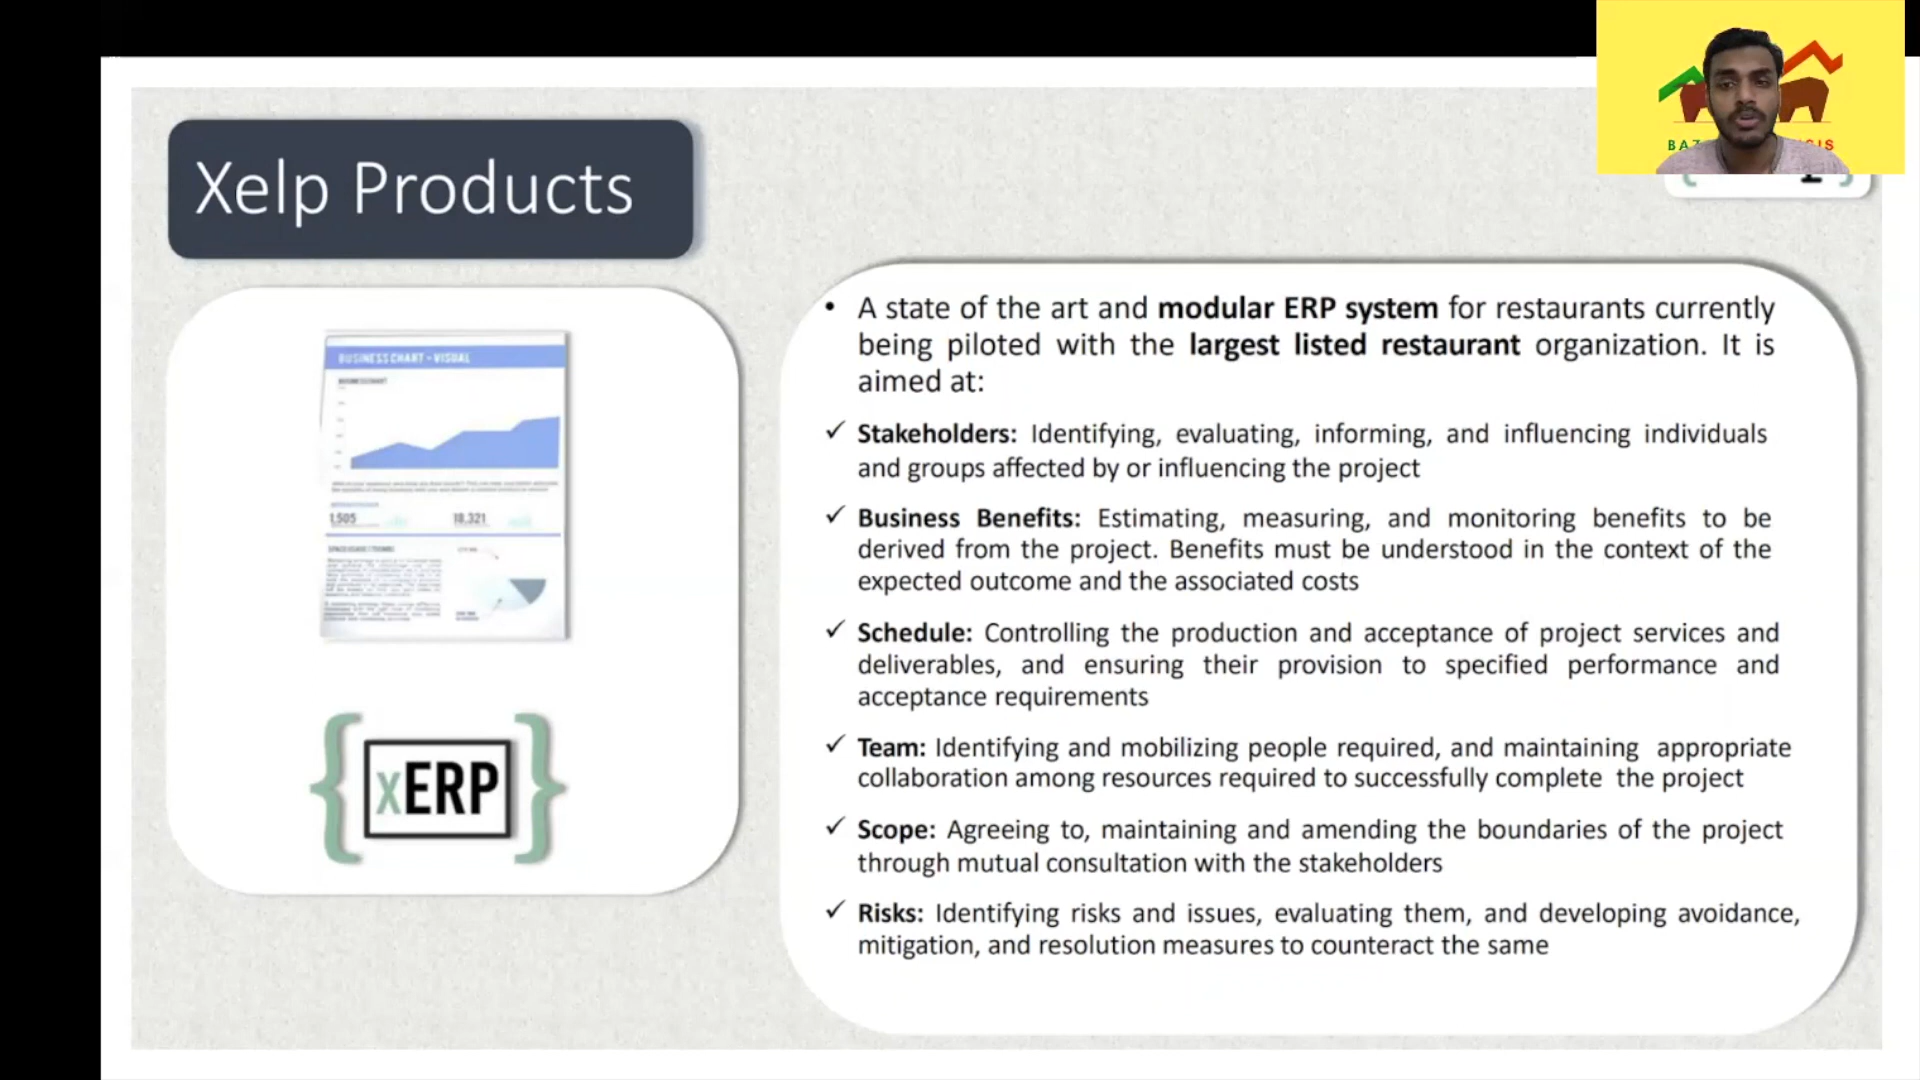 BAZ
SIS
Xelp Products
• A state of the art and modular ERP system for restaurants currently
being piloted with the largest listed restaurant organization. It is
aimed at:
✓ Stakeholders: Identifying, evaluating, informing, and influencing individuals
and groups affected by or influencing the project
✓ Business Benefits: Estimating, measuring, and monitoring benefits to be
derived from the project. Benefits must be understood in the context of the
expected outcome and the associated costs
✓ Schedule: Controlling the production and acceptance of project services and
deliverables, and ensuring their provision to specified performance and
acceptance requirements
✓ Team: Identifying and mobilizing people required, and maintaining appropriate
collaboration among resources required to successfully complete the project
✓ Scope: Agreeing to, maintaining and amending the boundaries of the project
through mutual consultation with the stakeholders
✓ Risks: Identifying risks and issues, evaluating them, and developing avoidance,
mitigation, and resolution measures to counteract the same
BUSINESS CHART - VISUAL
BUSINESS CHART
1,505 18,321
{xERP}